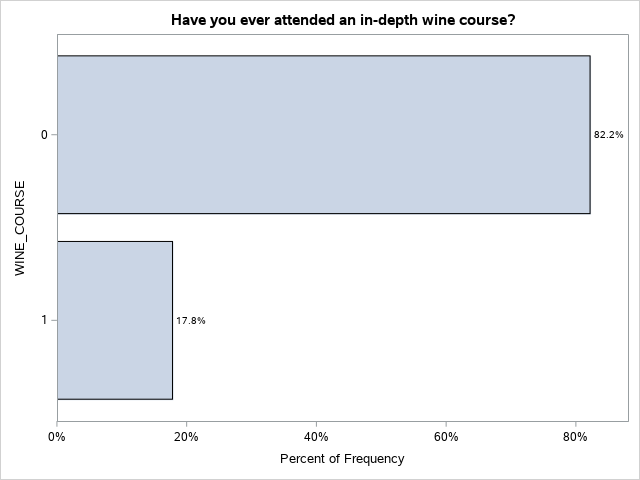 Have you ever attended an in-depth wine course?
WINE_COURSE
0
82.2%
1
17.8%
0% 20% 40% 60% 80%
Percent of Frequency